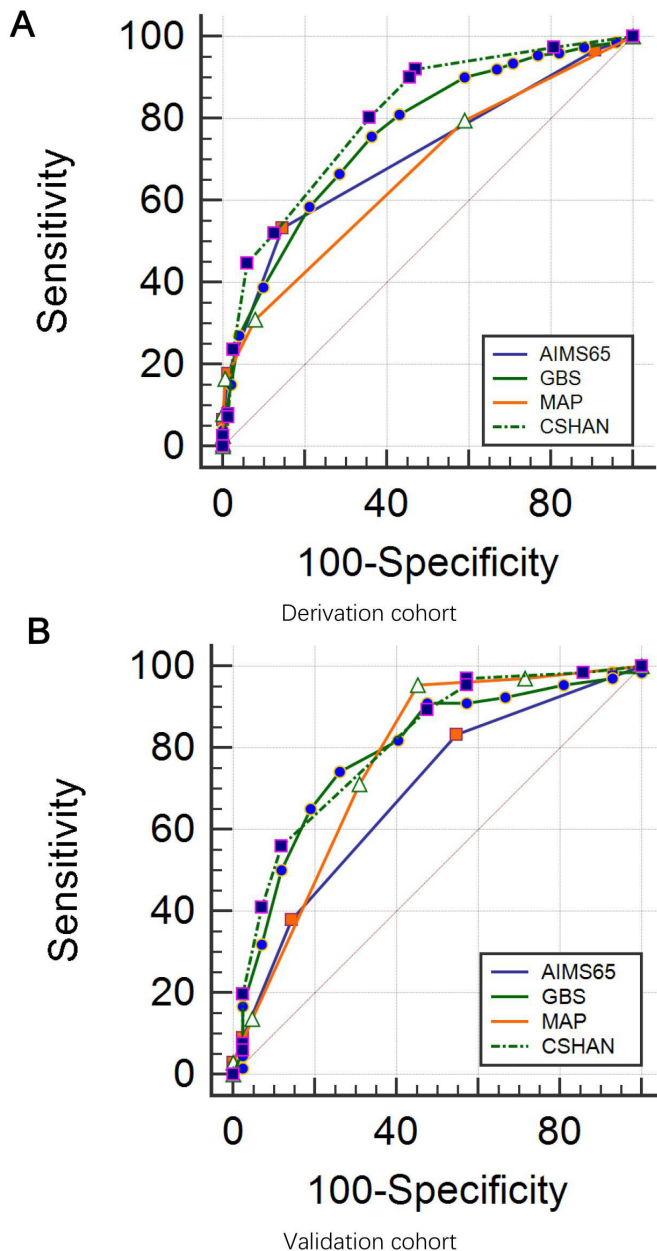 A
100
80
60
40
20
0
Sensitivity
AIMS65
GBS
MAP
CSHAN
0 40 80
100-Specificity
Derivation cohort
B
100
80
60
40
20
0
Sensitivity
AIMS65
GBS
MAP
CSHAN
0 40 80
100-Specificity
Validation cohort